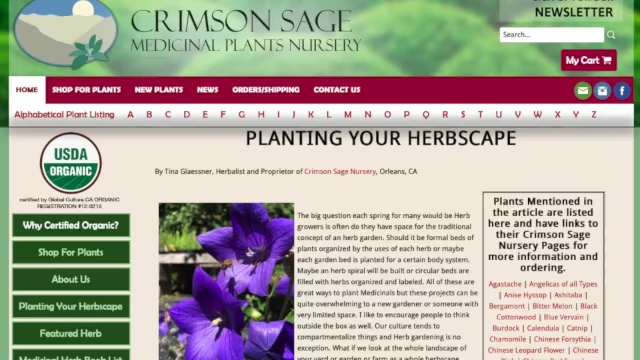 CRIMSON SAGE
MEDICINAL PLANTS NURSERY
NEWSLETTER
Search...
My Cart
HOME SHOP FOR PLANTS NEW PLANTS NEWS ORDERS/SHIPPING CONTACT US
Alphabetical Plant Listing A B C D E F G H I J K L M N O P Q R S T U V W X Y Z
USDA
ORGANIC
certified by Global Culture CA ORGANIC
REGISTRATION #12-0215
Why Certified Organic?
Shop For Plants
About Us
Planting Your Herbscape
Featured Herb
Medicinal Herb Book List
PLANTING YOUR HERBSCAPE
By Tina Glaessner, Herbalist and Proprietor of Crimson Sage Nursery, Orleans, CA
The big question each spring for many would be Herb
growers is often do they have space for the traditional
concept of an herb garden. Should it be formal beds of
plants organized by the uses of each herb or maybe
each garden bed is planted for a certain body system.
Maybe an herb spiral will be built or circular beds are
filled with herbs organized and labeled. All of these are
great ways to plant Medicinals but these projects can be
quite overwhelming to a new gardener or someone with
very limited space. I like to encourage people to think
outside the box as well. Our culture tends to
compartmentalize things and Herb gardening is no
exception. What if we look at the whole landscape of
your yard or garden or farm as a whole herbscape
Plants Mentioned in
the article are listed
here and have links to
their Crimson Sage
Nursery Pages for
more information and
ordering.
Agastache | Angelicas of all Types
| Anise Hyssop | Ashitaba |
Bergamont | Bitter Melon | Black
Cottonwood | Blue Vervain |
Burdock | Calendula | Catnip |
Chamomile | Chinese Forsythia |
Chinese Leopard Flower | Chinese